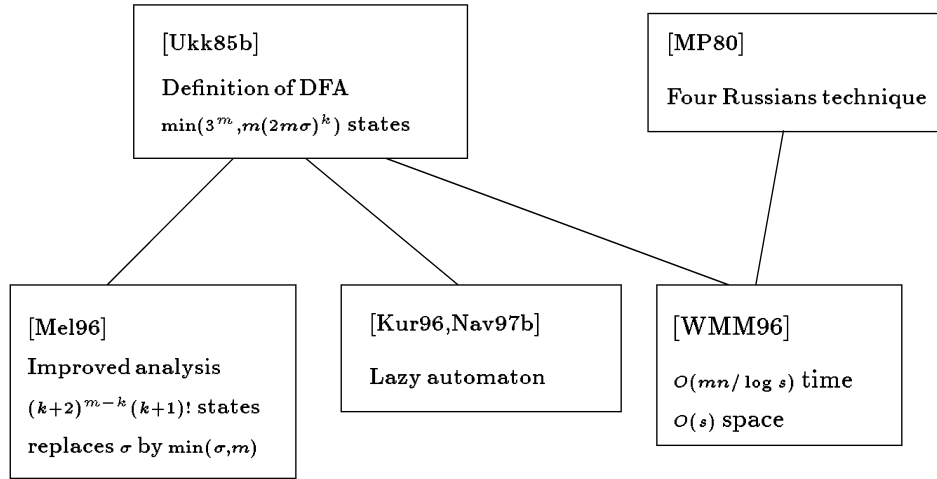 [Ukk85b]
Definition of DFA
min(3^m,m(2mσ)^k) states
[MP80]
Four Russians technique
[Mel96]
Improved analysis
(k+2)^{m−k}(k+1)! states
replaces σ by min(σ,m)
[Kur96,Nav97b]
Lazy automaton
[WMM96]
O(mn/ log s) time
O(s) space